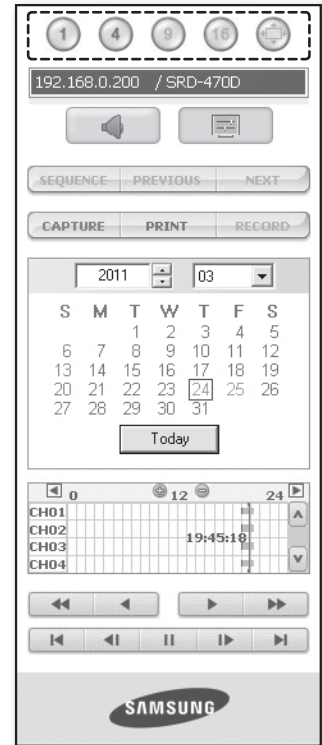 1 4 9 16
192.168.0.200 / SRD-470D
SEQUENCE PREVIOUS NEXT
CAPTURE PRINT RECORD
2011 03
S M T W T F S
1 2 3 4 5
6 7 8 9 10 11 12
13 14 15 16 17 18 19
20 21 22 23 24 25 26
27 28 29 30 31
Today
0 12 24
CH01
CH02
19:45:18
CH03
CH04
SAMSUNG